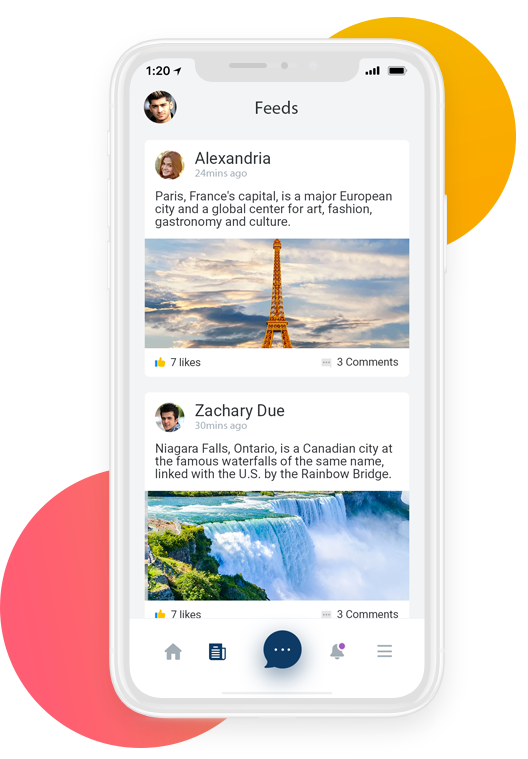 1:20
Feeds
Alexandria
24mins ago
Paris, France's capital, is a major European
city and a global center for art, fashion,
gastronomy and culture.
7 likes
3 Comments
Zachary Due
30mins ago
Niagara Falls, Ontario, is a Canadian city at
the famous waterfalls of the same name,
linked with the U.S. by the Rainbow Bridge.
7 likes
3 Comments